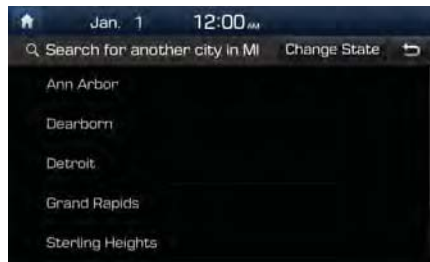 Jan. 1 12:00 AM
Search for another city in MI Change State
Ann Arbor
Dearborn
Detroit
Grand Rapids
Sterling Heights